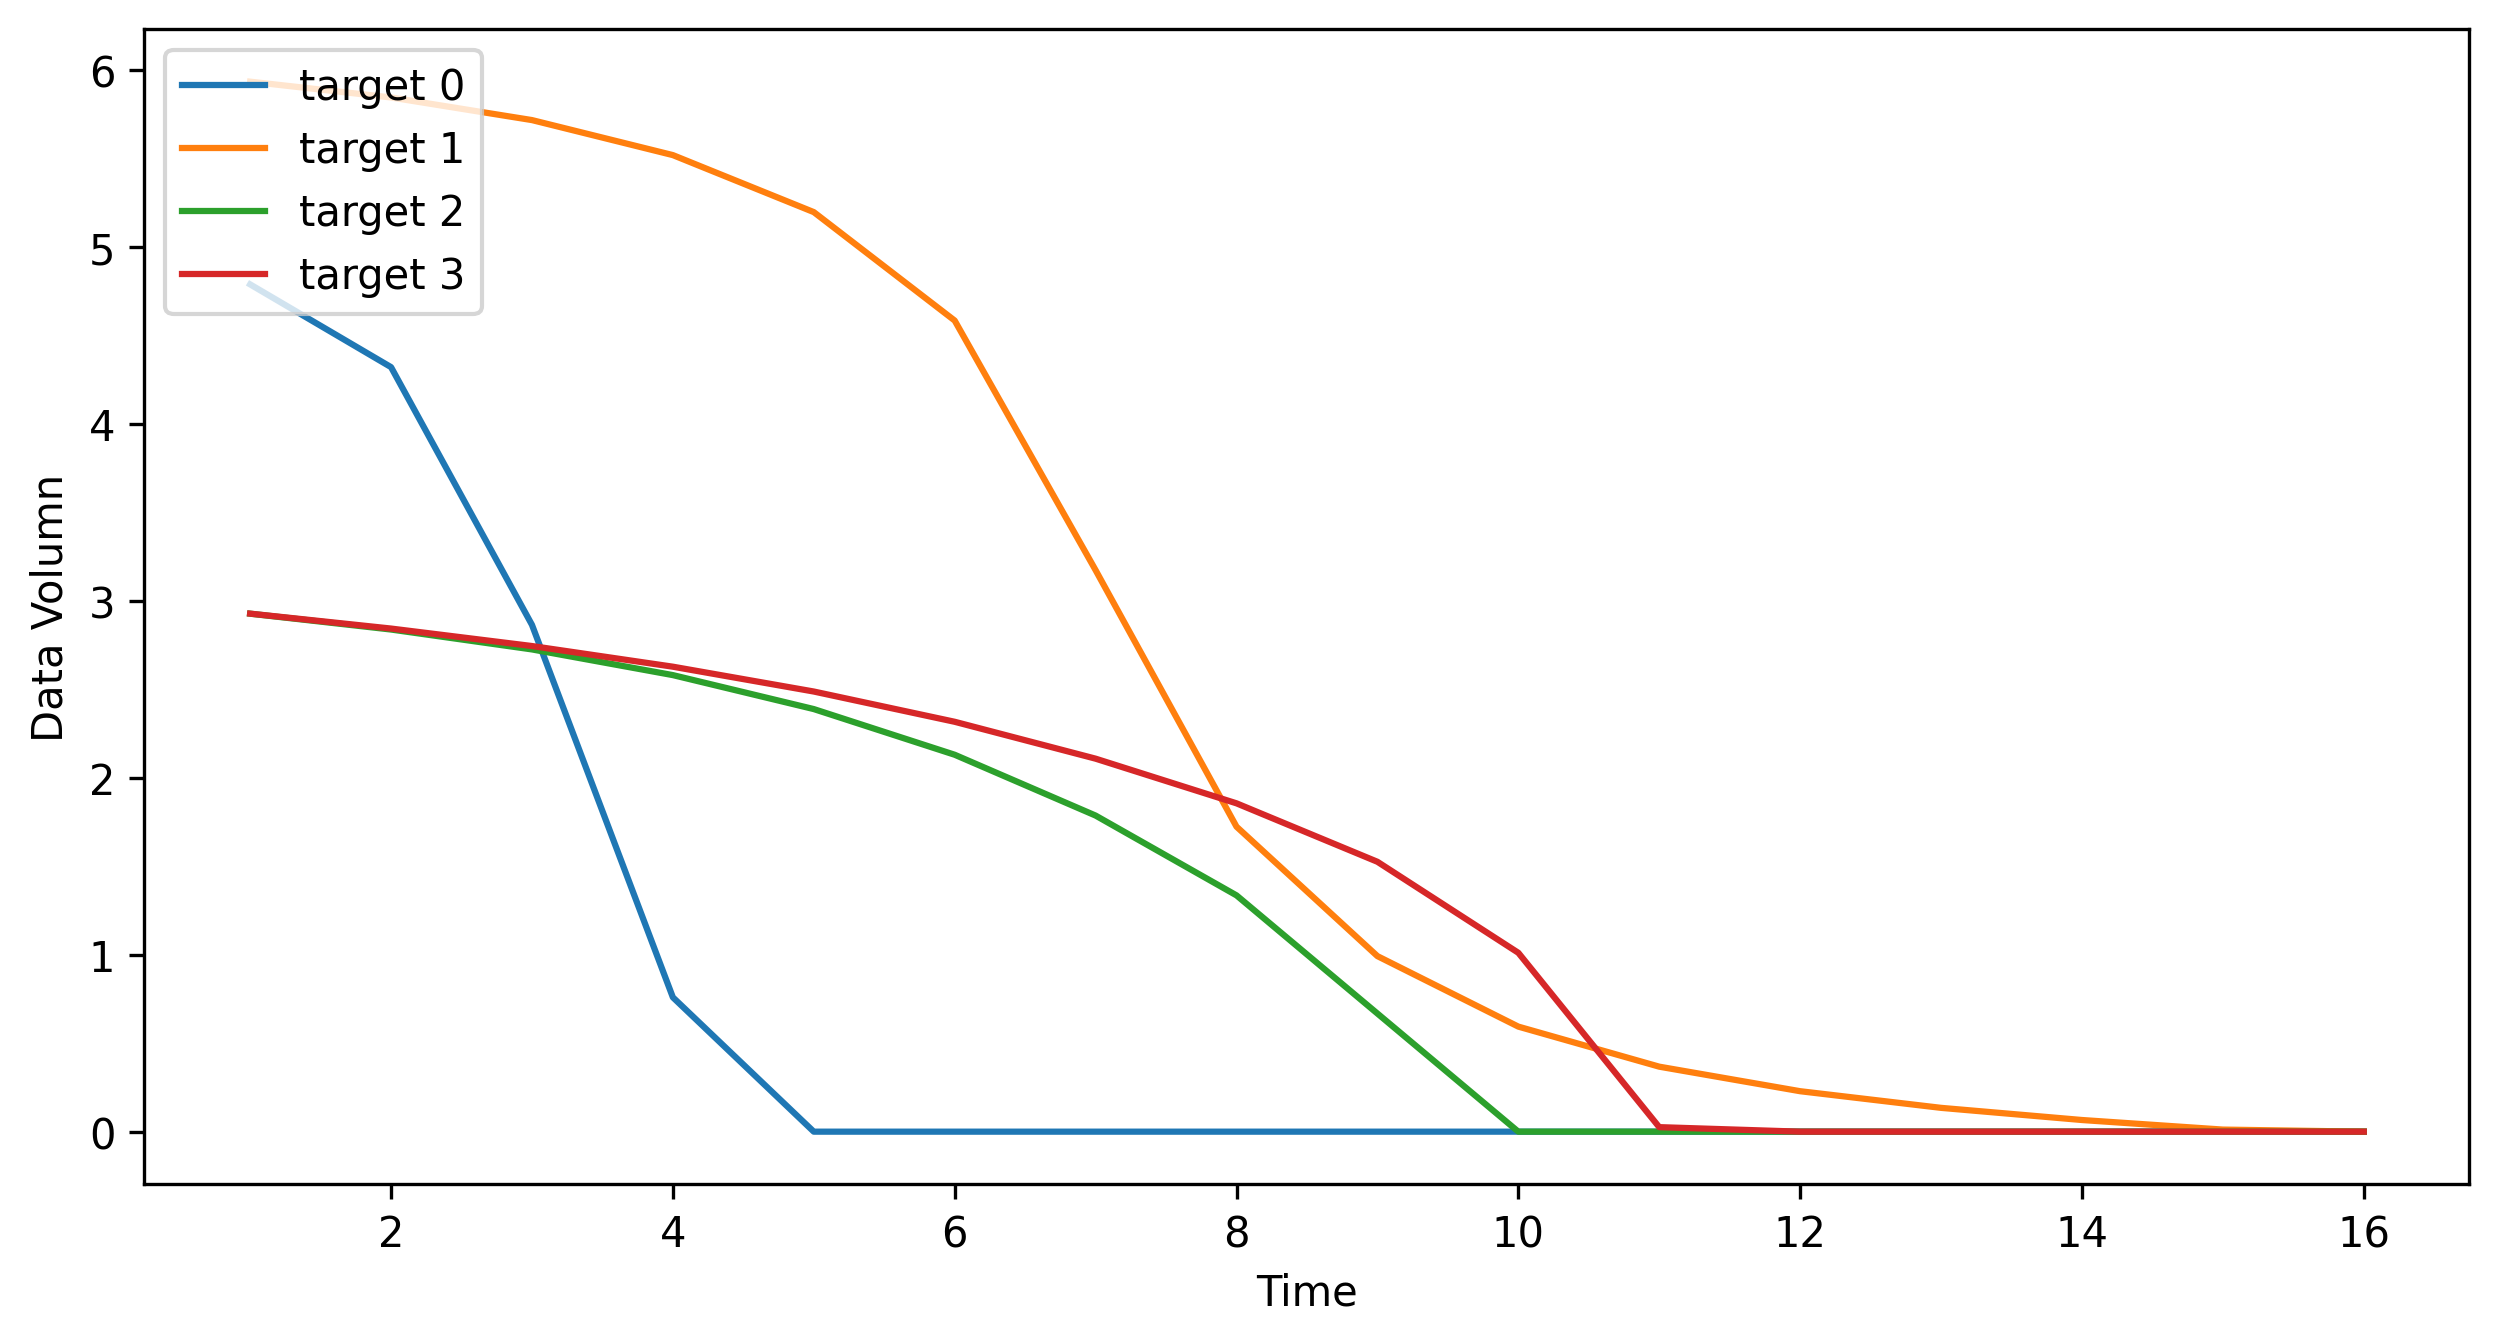 target 0
target 1
target 2
target 3
6
5
4
3
2
1
0
Data Volumn
2 4 6 8 10 12 14 16
Time